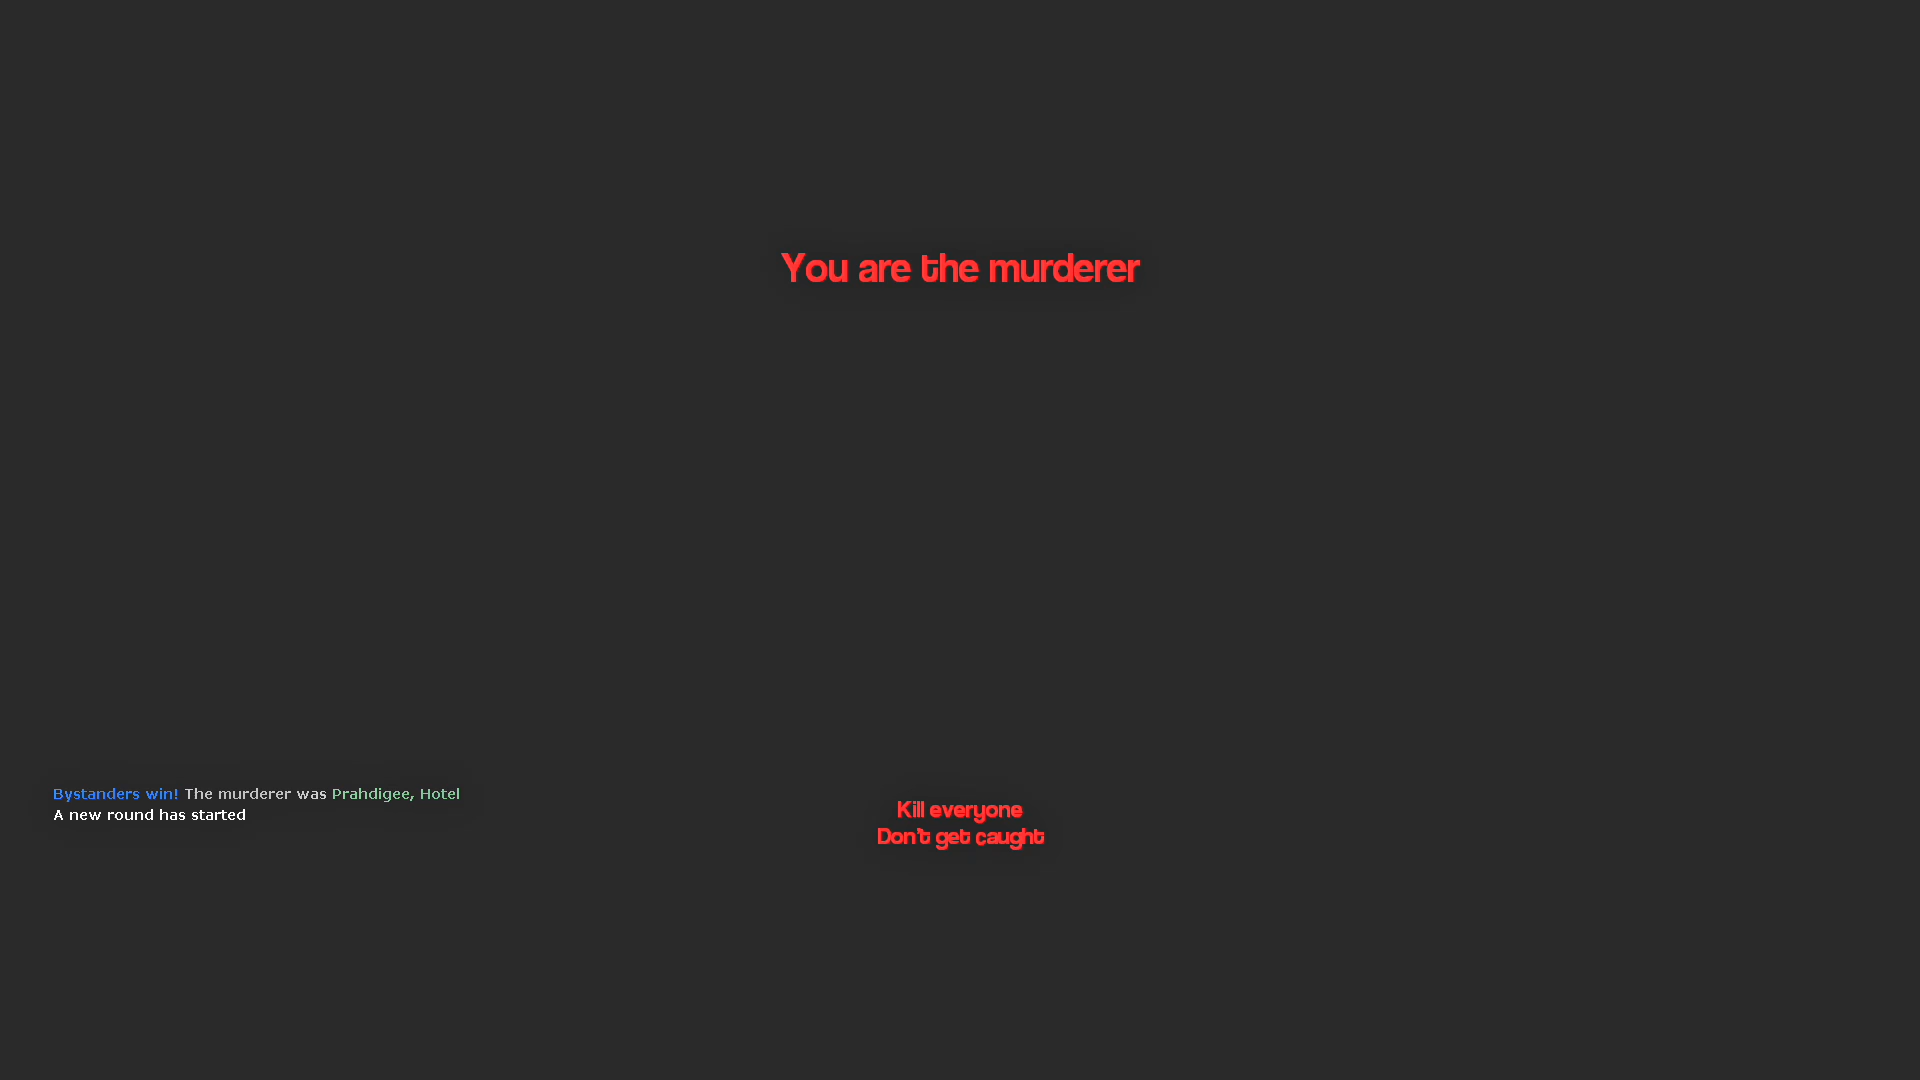 You are the murderer
Bystanders win! The murderer was Prahdigee, Hotel
A new round has started
Kill everyone
Don't get caught